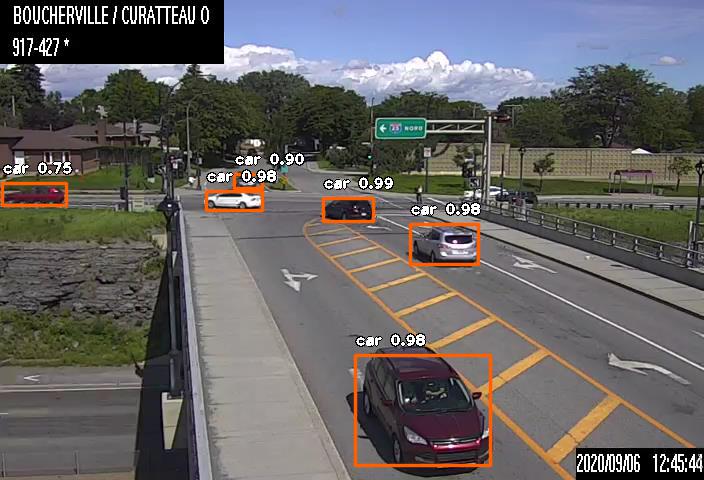 BOUCHERVILLE / CURATTEAU O
917-427 *
25 NORD
car 0.90
car 0.75
car 0.98
car 0.99
car 0.98
car 0.98
2020/09/06 12:45:44